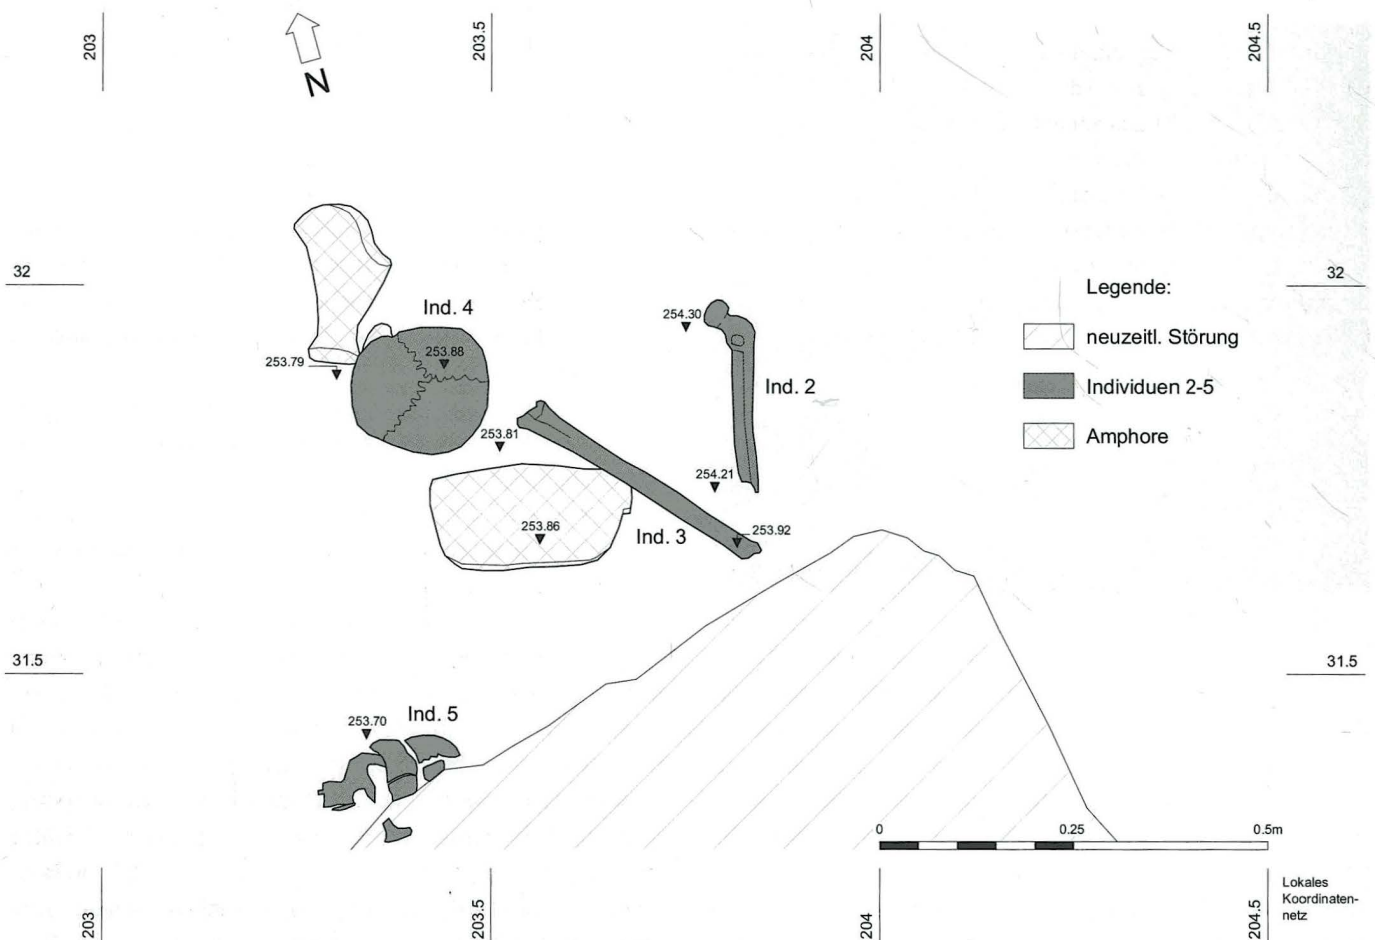 203
203.5
204
204.5
N
32
32
Ind. 4
254.30
253.88
253.79
Ind. 2
253.81
254.21
253.86
Ind. 3
253.92
Legende:
neuzeitl. Störung
Individuen 2-5
Amphore
31.5
31.5
Ind. 5
253.70
0
0.25
0.5m
Lokales
Koordinaten-
netz
203
203.5
204
204.5